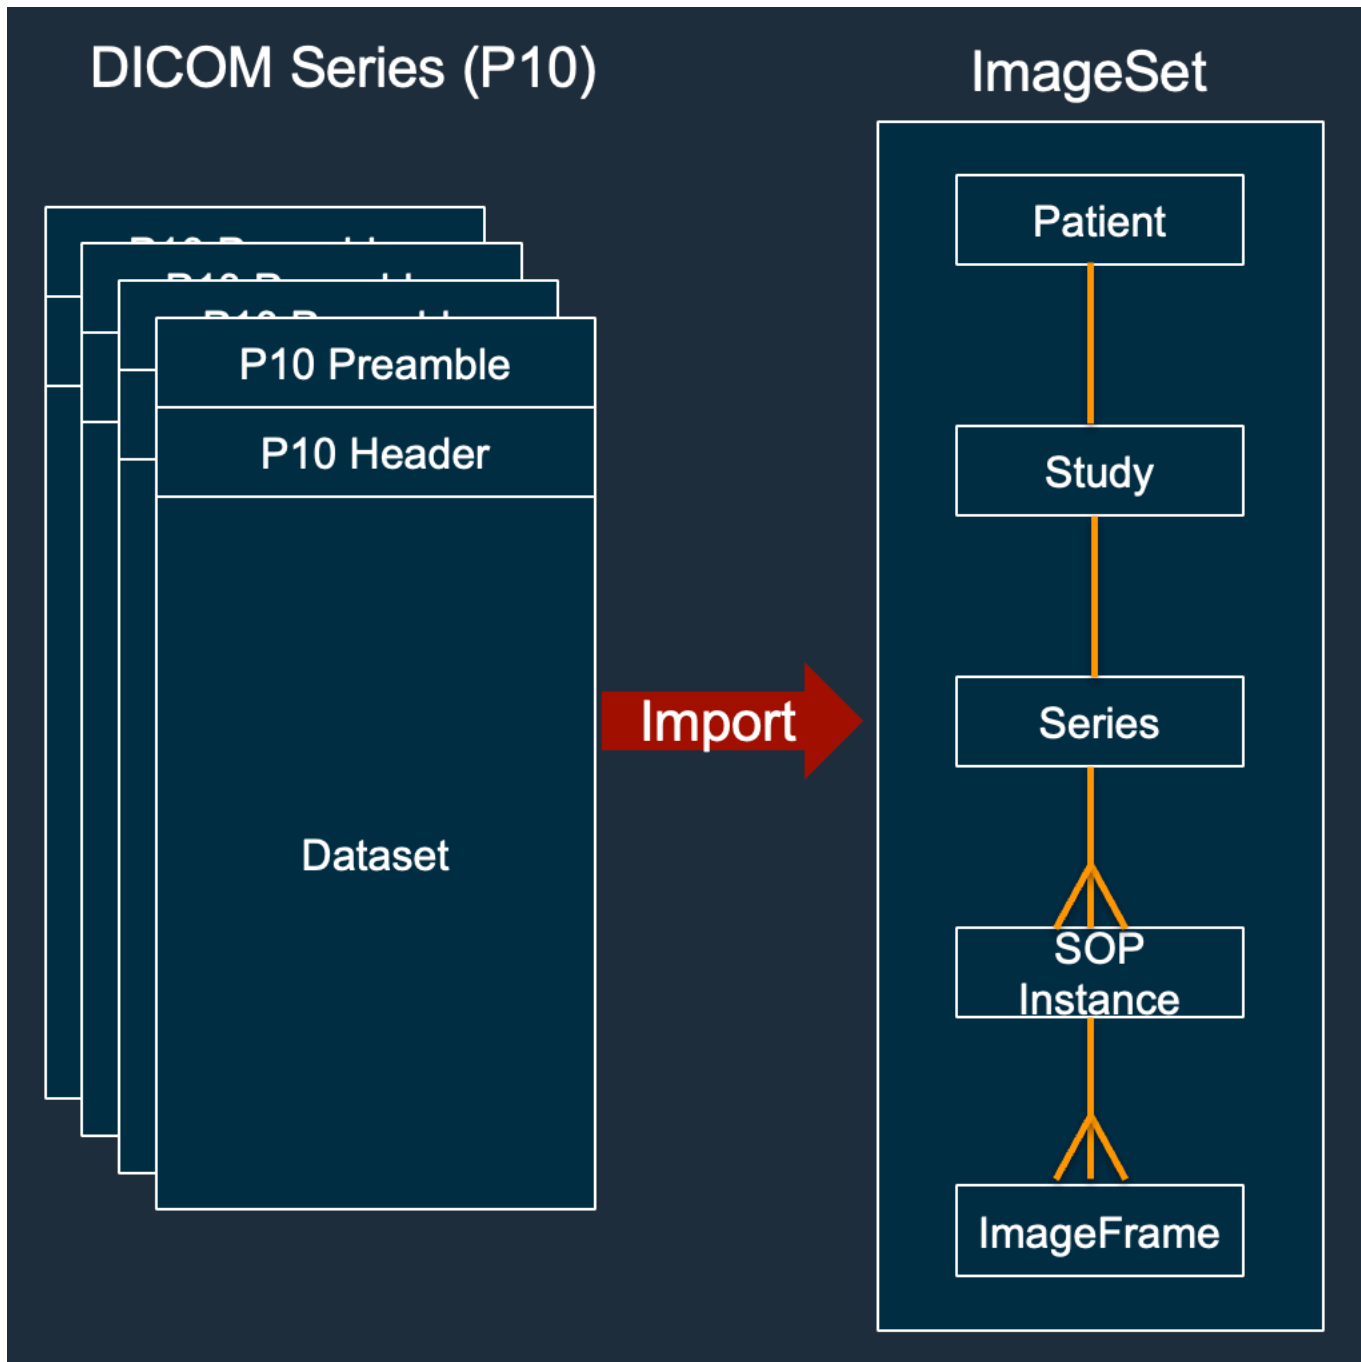 DICOM Series (P10)
ImageSet
P10 Preamble
P10 Header
Dataset
Import
Patient
Study
Series
SOP
Instance
ImageFrame